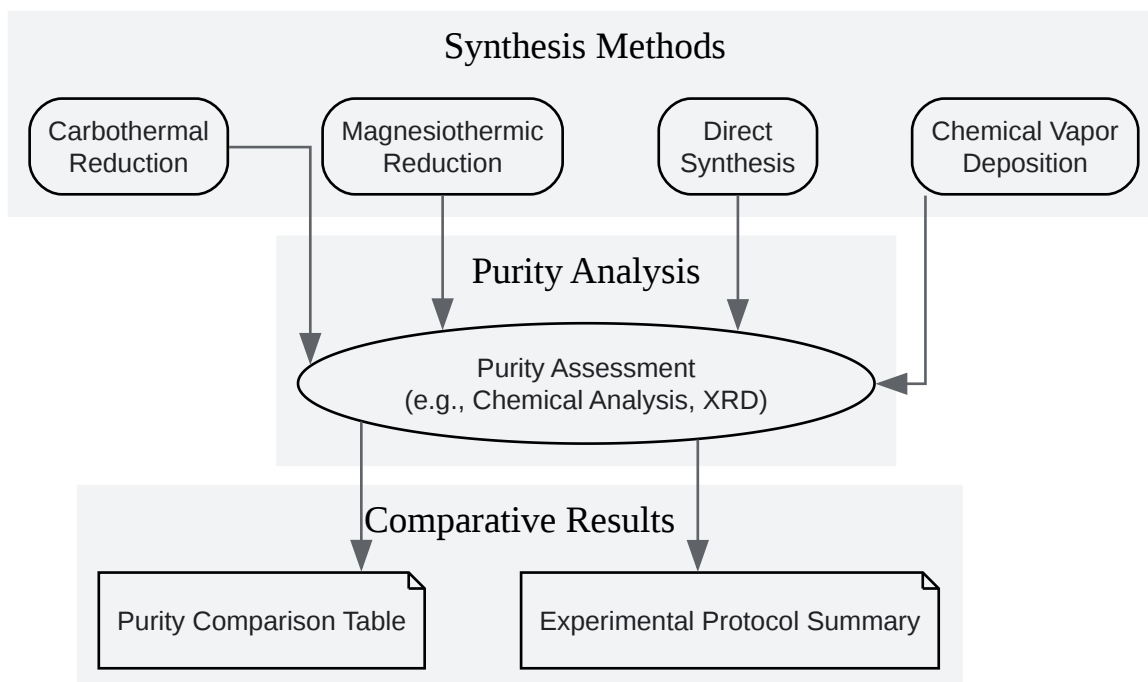 Synthesis Methods
Carbothermal
Reduction
Magnesiothermic
Reduction
Direct
Synthesis
Chemical Vapor
Deposition
Purity Analysis
Purity Assessment
(e.g., Chemical Analysis, XRD)
Comparative Results
Purity Comparison Table
Experimental Protocol Summary